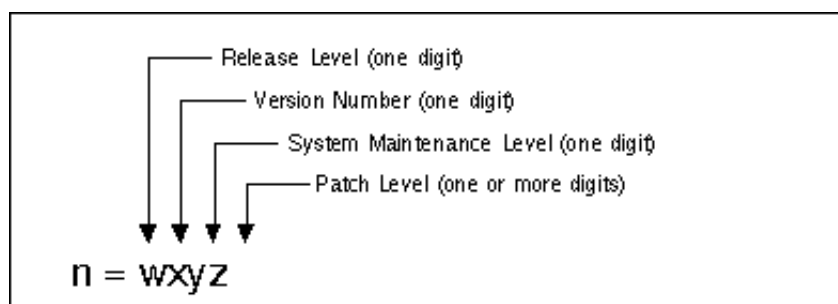 Release Level (one digit)
Version Number (one digit)
System Maintenance Level (one digit)
Patch Level (one or more digits)
n = wxyz